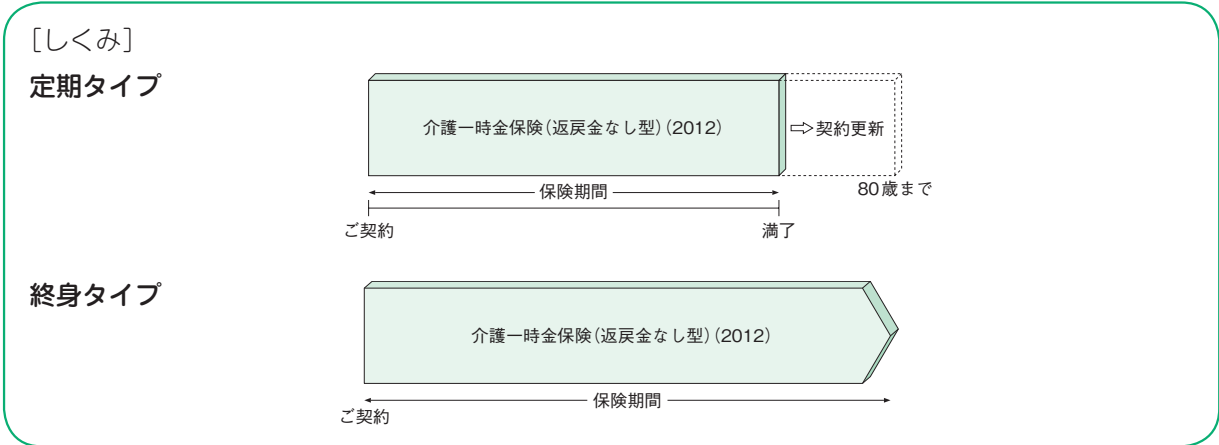 [しくみ]
定期タイプ
介護一時金保険(返戻金なし型)(2012)
⇨契約更新
保険期間
80歳まで
ご契約
満了
終身タイプ
介護一時金保険(返戻金なし型)(2012)
保険期間
ご契約